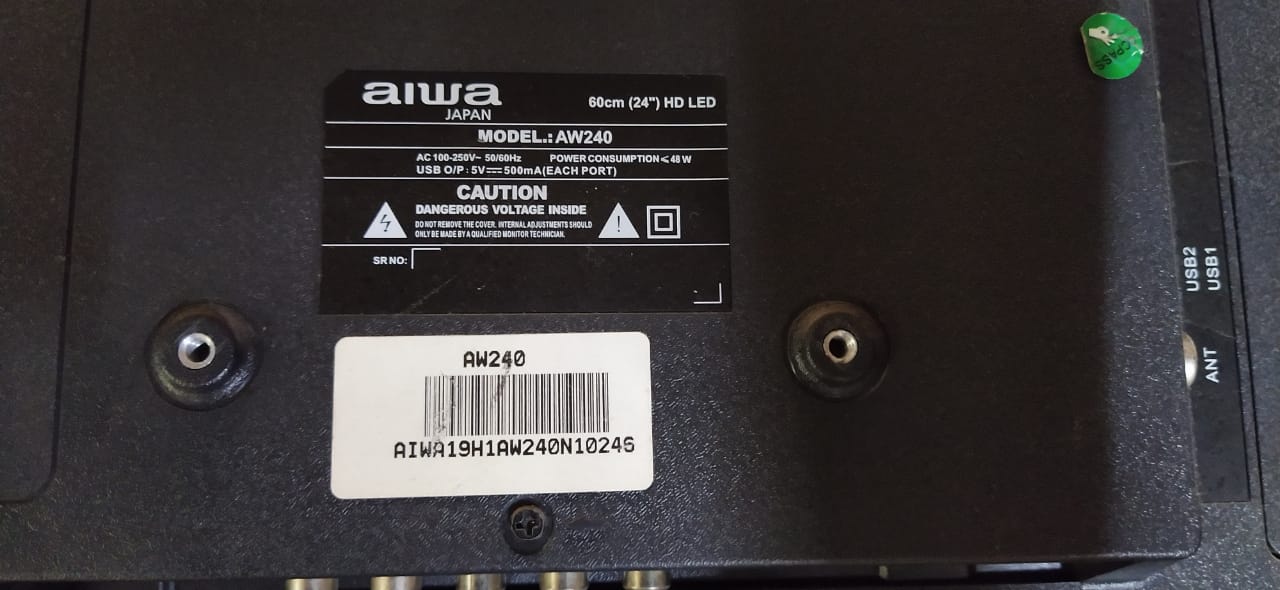 aiwa
JAPAN
60cm (24") HD LED
MODEL.: AW240
AC 100-250V~ 50/60Hz POWER CONSUMPTION ≤ 48 W
USB O/P : 5V⎓500mA(EACH PORT)
CAUTION
DANGEROUS VOLTAGE INSIDE
DO NOT REMOVE THE COVER. INTERNAL ADJUSTMENTS SHOULD
ONLY BE MADE BY A QUALIFIED MONITOR TECHNICIAN.
!
SR NO:
AW240
AIWA19H1AW240N1024S
USB2
USB1
ANT